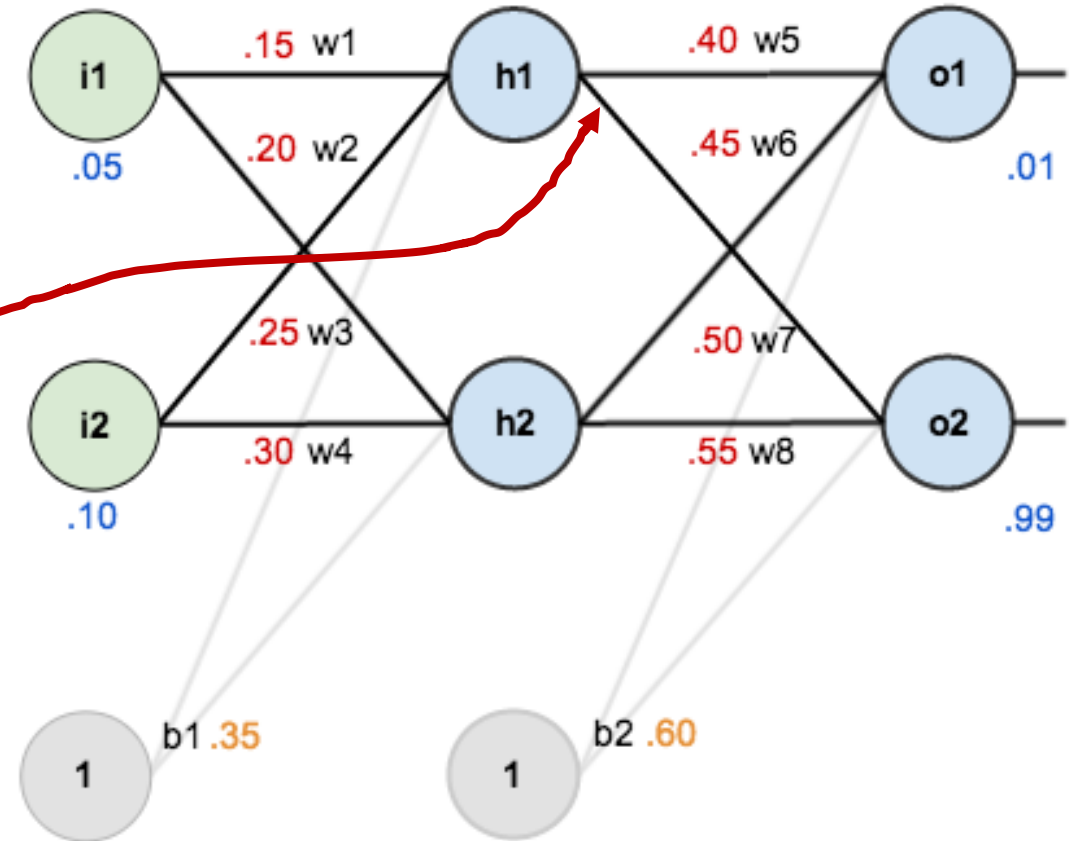 .15 w1
.40 w5
i1
h1
o1
.20 w2
.45 w6
.05
.01
.25 w3
.50 w7
i2
h2
o2
.30 w4
.55 w8
.10
.99
b1 .35
b2 .60
1
1